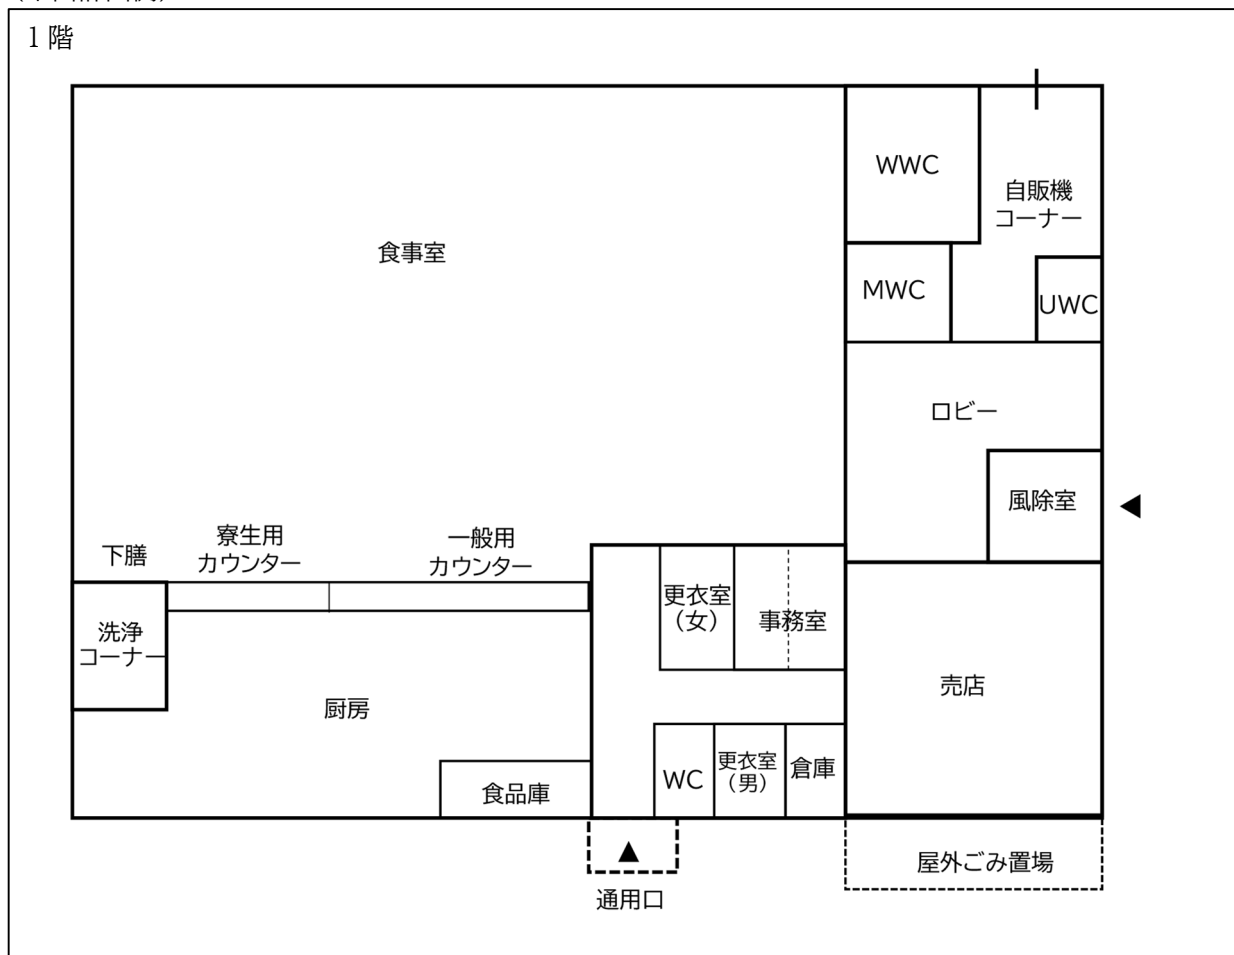 1階
WWC
自販機
コーナー
食事室
MWC
UWC
ロビー
風除室
下膳
寮生用
カウンター
一般用
カウンター
洗浄
コーナー
更衣室
（女）
事務室
厨房
売店
食品庫
WC
更衣室
（男）
倉庫
通用口
屋外ごみ置場